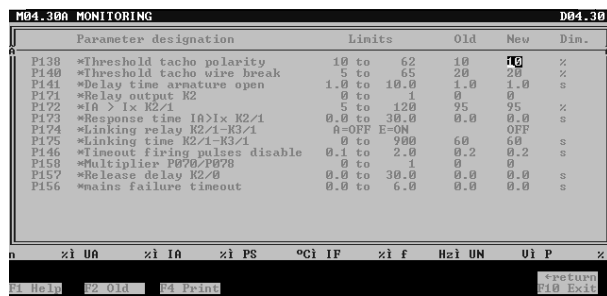 M04.30A MONITORING D04.30
Parameter designation Limits Old New Dim.
P138 *Threshold tacho polarity 10 to 62 10 10 %
P140 *Threshold tacho wire break 5 to 65 20 20 %
P141 *Delay time armature open 1.0 to 10.0 1.0 1.0 s
P171 *Relay output K2 0 to 1 0 0
P172 *IA > Ix K2/1 5 to 120 95 95 %
P173 *Response time IA>Ix K2/1 0.0 to 30.0 0.0 0.0 s
P174 *Linking relay K2/1-K3/1 A=OFF E=ON OFF
P175 *Linking time K2/1-K3/1 0 to 900 60 60 s
P146 *Timeout firing pulses disable 0.1 to 2.0 0.2 0.2 s
P158 *Multiplier P070/P078 0 to 1 0 0
P157 *Release delay K2/0 0.0 to 30.0 0.0 0.0 s
P156 *mains failure timeout 0.0 to 6.0 0.0 0.0 s
n %ì UA %ì IA %ì PS ºCì IF %ì f Hzì UN Vì P %
←return
F1 Help F2 Old F4 Print F10 Exit